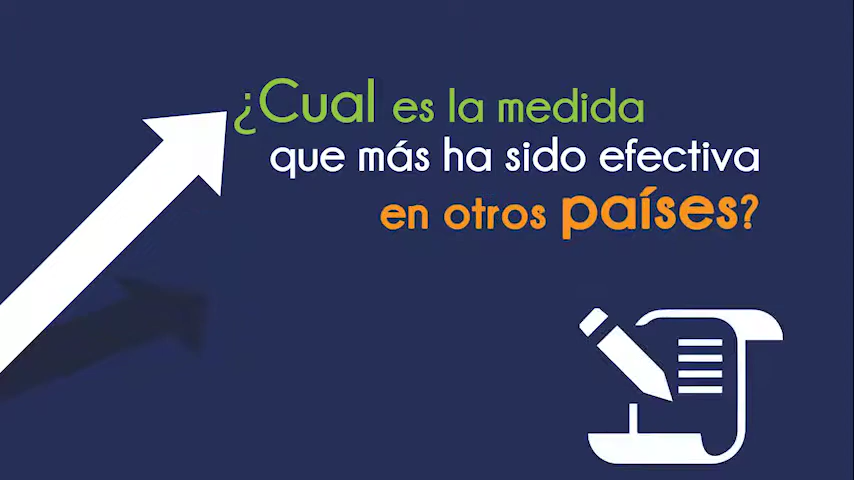 ¿Cual es la medida
que más ha sido efectiva
en otros países?